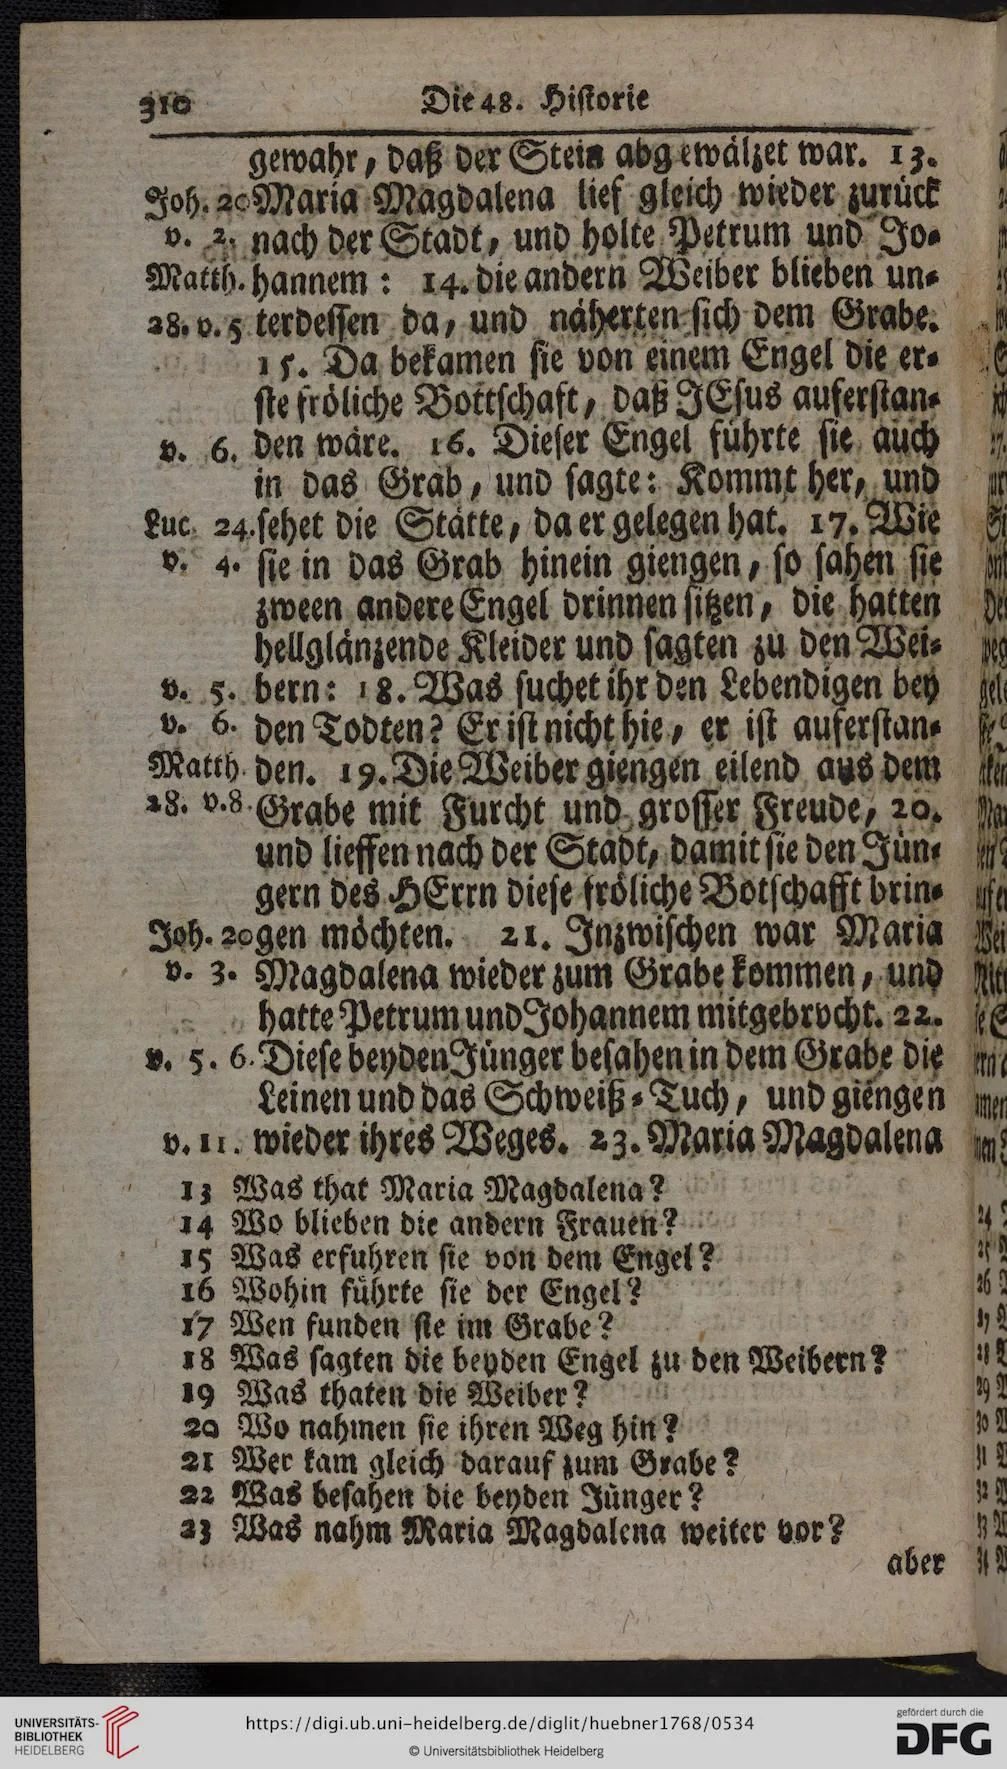 310 Die 48. Historie
gewahr, daß der Stein abgewälzet war. 13.
Joh. 20 Maria Magdalena lief gleich wieder zurück
v. 2. nach der Stadt, und holte Petrum und Jo-
Matth. hannem: 14. die andern Weiber blieben un-
28. v. 5 terdessen da, und näherten sich dem Grabe.
15. Da bekamen sie von einem Engel die er-
ste fröliche Bottschaft, daß JEsus auferstan-
v. 6. den wäre. 16. Dieser Engel führte sie auch
in das Grab, und sagte: Kommt her, und
Luc. 24. sehet die Stätte, da er gelegen hat. 17. Wie
v. 4. sie in das Grab hinein giengen, so sahen sie
zween andere Engel drinnen sitzen, die hatten
hellglänzende Kleider und sagten zu den Wei-
v. 5. bern: 18. Was suchet ihr den Lebendigen bey
v. 6. den Todten? Er ist nicht hie, er ist auferstan-
Matth. den. 19. Die Weiber giengen eilend aus dem
28. v. 8. Grabe mit Furcht und grosser Freude, 20.
und lieffen nach der Stadt, damit sie den Jün-
gern des HErrn diese fröliche Botschafft brin-
Joh. 20 gen möchten. 21. Inzwischen war Maria
v. 3. Magdalena wieder zum Grabe kommen, und
hatte Petrum und Johannem mitgebrocht. 22.
v. 5. 6. Diese beyden Jünger besahen in dem Grabe die
Leinen und das Schweiß-Tuch, und giengen
v. 11. wieder ihres Weges. 23. Maria Magdalena
13 Was that Maria Magdalena?
14 Wo blieben die andern Frauen?
15 Was erfuhren sie von dem Engel?
16 Wohin führte sie der Engel?
17 Wen funden sie im Grabe?
18 Was sagten die beyden Engel zu den Weibern?
19 Was thaten die Weiber?
20 Wo nahmen sie ihren Weg hin?
21 Wer kam gleich darauf zum Grabe?
22 Was besahen die beyden Jünger?
23 Was nahm Maria Magdalena weiter vor?
aber
UNIVERSITÄTS-
BIBLIOTHEK
HEIDELBERG
https://digi.ub.uni-heidelberg.de/diglit/huebner1768/0534
© Universitätsbibliothek Heidelberg
gefördert durch die
DFG